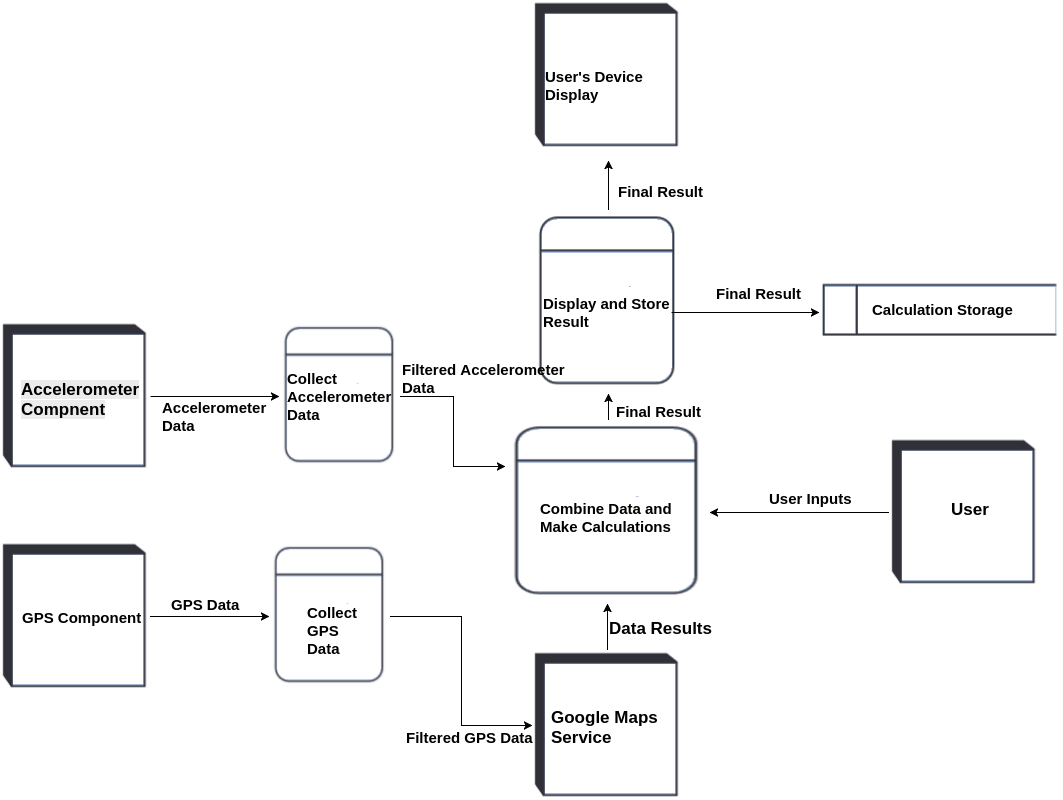 User's Device
Display
Final Result
Final Result
Display and Store
Result
Calculation Storage
Filtered Accelerometer
Data
Collect
Accelerometer
Data
Accelerometer
Compnent
Accelerometer
Data
Final Result
User Inputs
User
Combine Data and
Make Calculations
GPS Data
GPS Component
Collect
GPS
Data
Data Results
Google Maps
Service
Filtered GPS Data